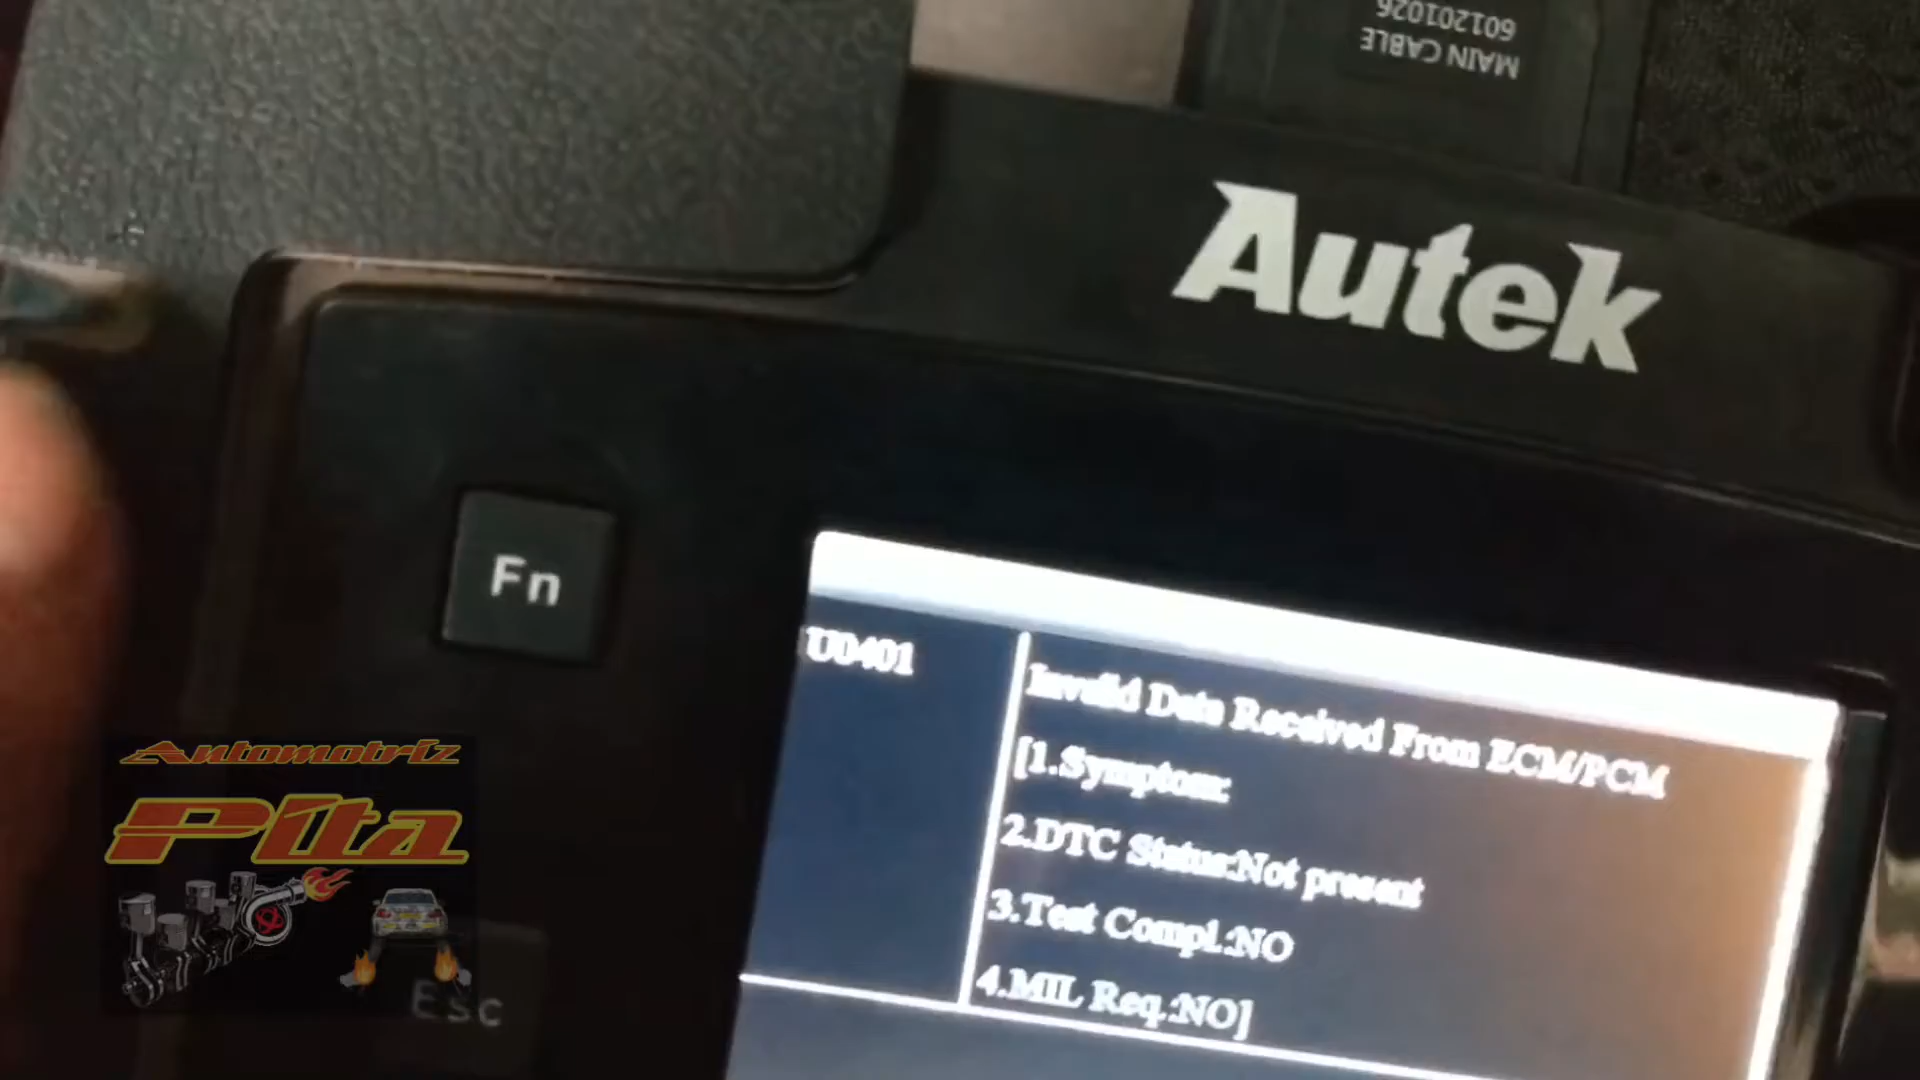 MAIN CABLE
601201026
Autek
Fn
U0401
Invalid Data Received From ECM/PCM
[1.Symptom:
2.DTC Status:Not present
3.Test Compl.:NO
4.MIL Req.:NO]
Automotriz
Pita
Esc